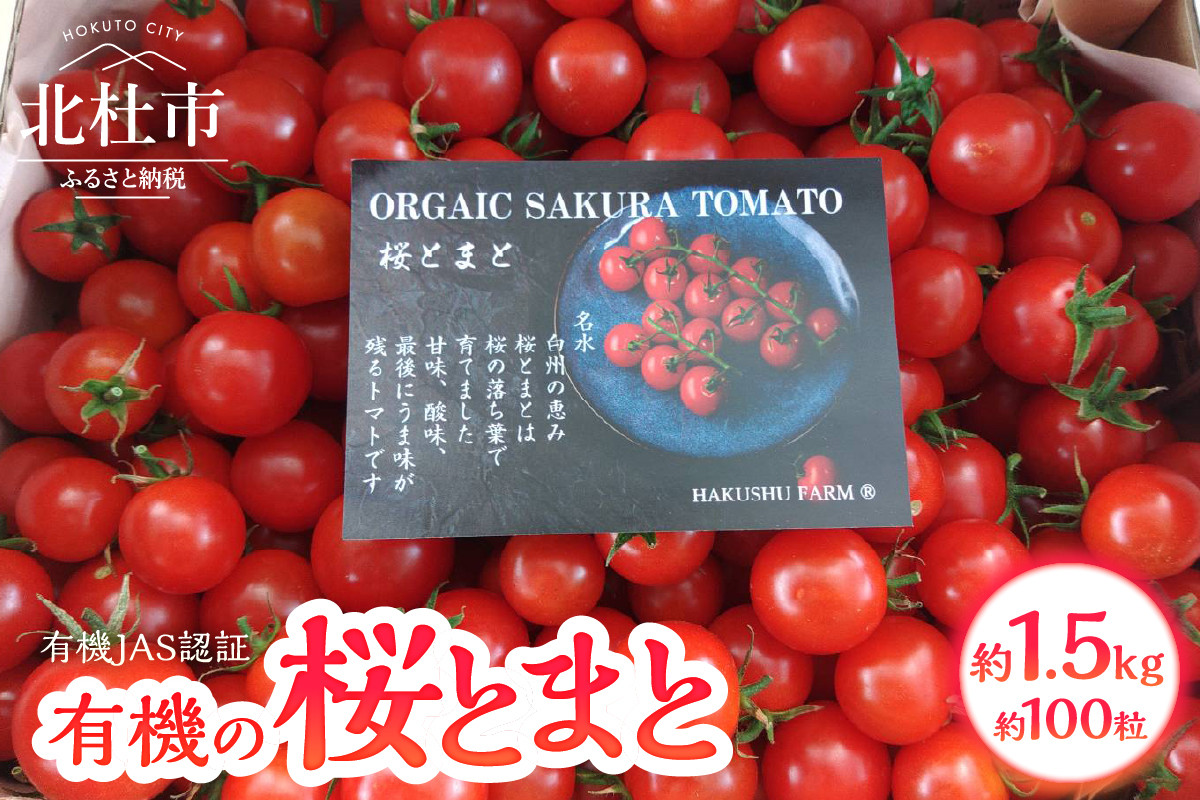 HOKUTO CITY
北杜市
ふるさと納税
ORGAIC SAKURA TOMATO
桜とまと
名水
白州の恵み
桜とまとは
桜の落ち葉で
育てました
甘味、酸味、
最後にうま味が
残るトマトです
HAKUSHU FARM ®
有機JAS認証
有機の桜とまと
約1.5kg
約100粒